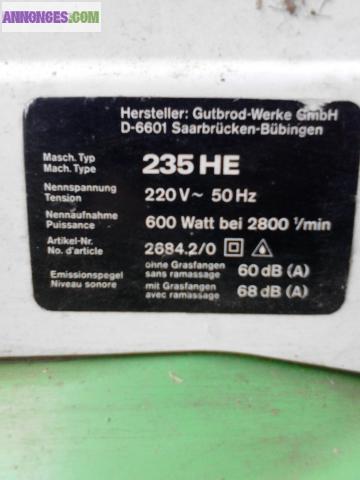 ANNONGES.COM
Hersteller: Gutbrod-Werke GmbH
D-6601 Saarbrücken-Bübingen
Masch. Typ
Mach. Type
235 HE
Nennspannung
Tension
220 V~ 50 Hz
Nennaufnahme
Puissance
600 Watt bei 2800 1/min
Artikel-Nr.
No. d'article
2684.2/0
Emissionspegel
Niveau sonore
ohne Grasfangen
sans ramassage
60 dB (A)
mit Grasfangen
avec ramassage
68 dB (A)